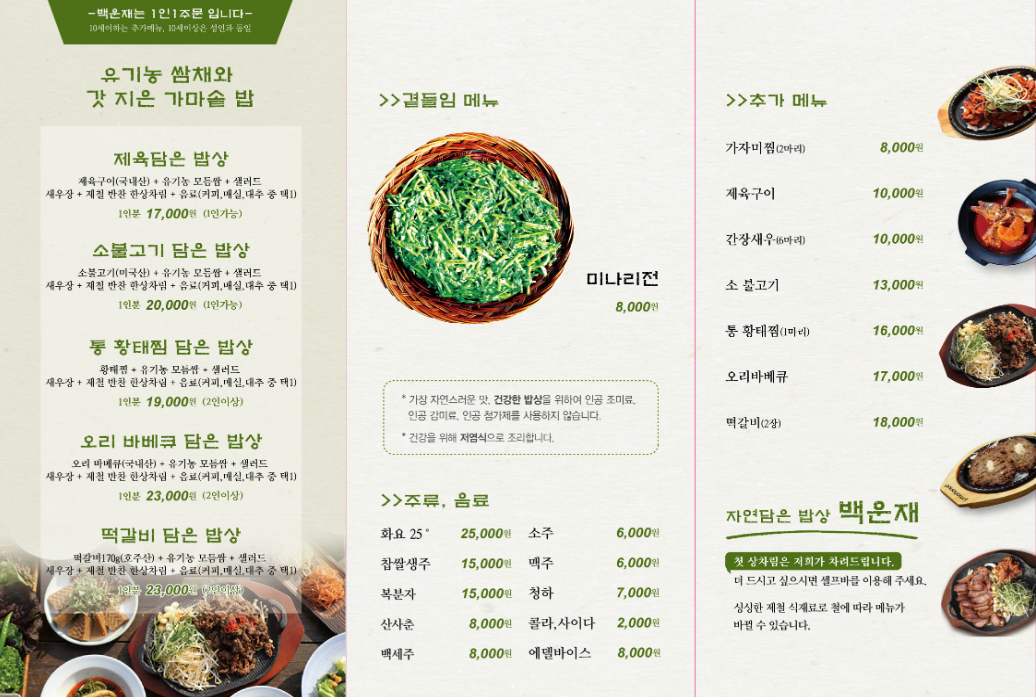 -백운재는 1인1주문 입니다-
10세이하는 추가메뉴, 10세이상은 성인과 동일
유기농 쌈채와
갓 지은 가마솥 밥
제육담은 밥상
제육구이(국내산) + 유기농 모듬쌈 + 샐러드
새우장 + 제철 반찬 한상차림 + 음료(커피,매실,대추 중 택1)
1인분 17,000원 (1인가능)
소불고기 담은 밥상
소불고기(미국산) + 유기농 모듬쌈 + 샐러드
새우장 + 제철 반찬 한상차림 + 음료(커피,매실,대추 중 택1)
1인분 20,000원 (1인가능)
통 황태찜 담은 밥상
황태찜 + 유기농 모듬쌈 + 샐러드
새우장 + 제철 반찬 한상차림 + 음료(커피,매실,대추 중 택1)
1인분 19,000원 (2인이상)
오리 바베큐 담은 밥상
오리 바베큐(국내산) + 유기농 모듬쌈 + 샐러드
새우장 + 제철 반찬 한상차림 + 음료(커피,매실,대추 중 택1)
1인분 23,000원 (2인이상)
떡갈비 담은 밥상
떡갈비170g(호주산) + 유기농 모듬쌈 + 샐러드
새우장 + 제철 반찬 한상차림 + 음료(커피,매실,대추 중 택1)
1인분 23,000원 (2인이상)
>>곁들임 메뉴
미나리전
8,000원
* 가장 자연스러운 맛, 건강한 밥상을 위하여 인공 조미료,
인공 감미료, 인공 첨가제를 사용하지 않습니다.
* 건강을 위해 저염식으로 조리합니다.
>>주류, 음료
화요 25° 25,000원 소주 6,000원
찹쌀생주 15,000원 맥주 6,000원
복분자 15,000원 청하 7,000원
산사춘 8,000원 콜라,사이다 2,000원
백세주 8,000원 에델바이스 8,000원
>>추가 메뉴
가자미찜(2마리) 8,000원
제육구이 10,000원
간장새우(6마리) 10,000원
소 불고기 13,000원
통 황태찜(1마리) 16,000원
오리바베큐 17,000원
떡갈비(2장) 18,000원
자연담은 밥상 백운재
첫 상차림은 저희가 차려드립니다.
더 드시고 싶으시면 셀프바를 이용해 주세요.
싱싱한 제철 식재료로 철에 따라 메뉴가
바뀔 수 있습니다.